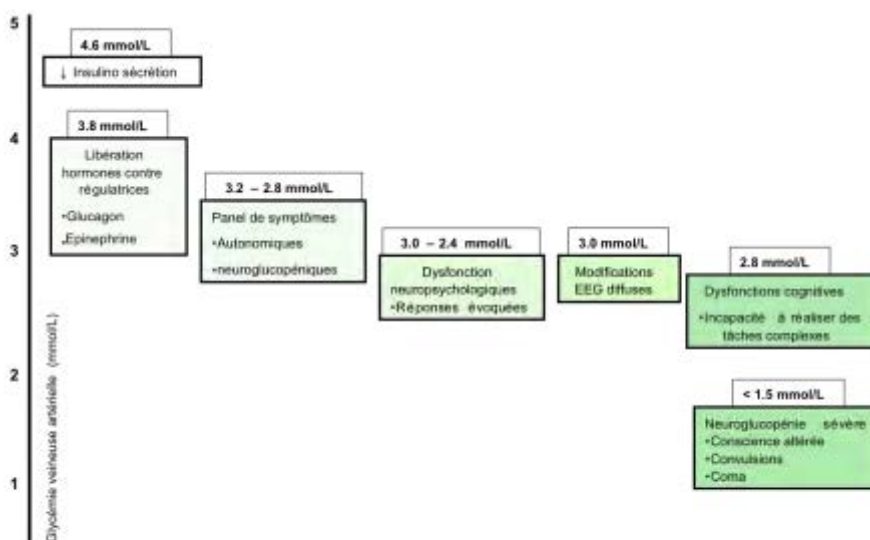 5
4.6 mmol/L
↓ Insulino sécrétion
4
3.8 mmol/L
Libération
hormones contre
régulatrices
•Glucagon
•Epinephrine
3.2 – 2.8 mmol/L
Panel de symptômes
•Autonomiques
•neuroglucopéniques
3
3.0 – 2.4 mmol/L
Dysfonction
neuropsychologiques
•Réponses évoquées
3.0 mmol/L
Modifications
EEG diffuses
2.8 mmol/L
Dysfonctions cognitives
•Incapacité à réaliser des
tâches complexes
2
< 1.5 mmol/L
Neuroglucopénie sévère
•Conscience altérée
•Convulsions
•Coma
1
Glycémie veineuse artérielle (mmol/L)